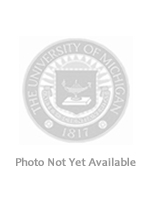 THE UNIVERSITY OF MICHIGAN
1817
Photo Not Yet Available